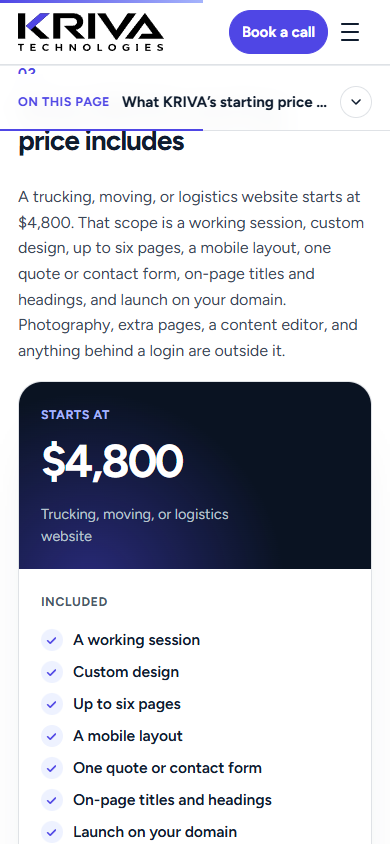 KRIVA
TECHNOLOGIES
Book a call
ON THIS PAGE What KRIVA's starting price ...
price includes
A trucking, moving, or logistics website starts at
$4,800. That scope is a working session, custom
design, up to six pages, a mobile layout, one
quote or contact form, on-page titles and
headings, and launch on your domain.
Photography, extra pages, a content editor, and
anything behind a login are outside it.
STARTS AT
$4,800
Trucking, moving, or logistics
website
INCLUDED
A working session
Custom design
Up to six pages
A mobile layout
One quote or contact form
On-page titles and headings
Launch on your domain